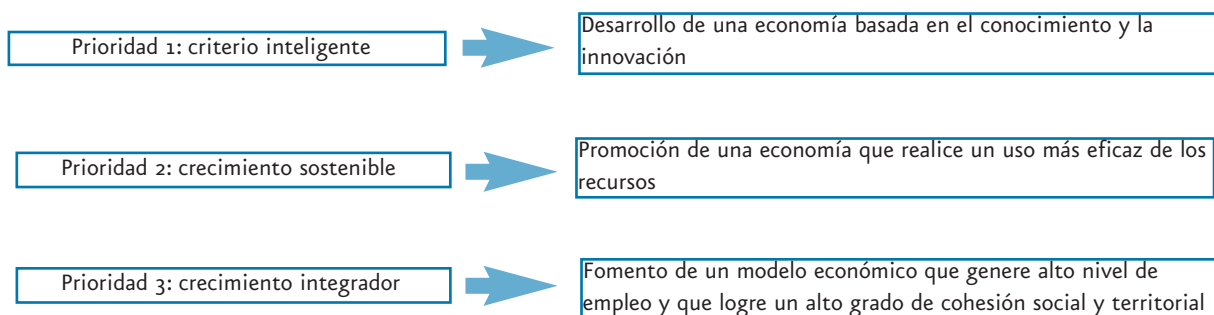 Prioridad 1: criterio inteligente
Desarrollo de una economía basada en el conocimiento y la
innovación
Prioridad 2: crecimiento sostenible
Promoción de una economía que realice un uso más eficaz de los
recursos
Prioridad 3: crecimiento integrador
Fomento de un modelo económico que genere alto nivel de
empleo y que logre un alto grado de cohesión social y territorial